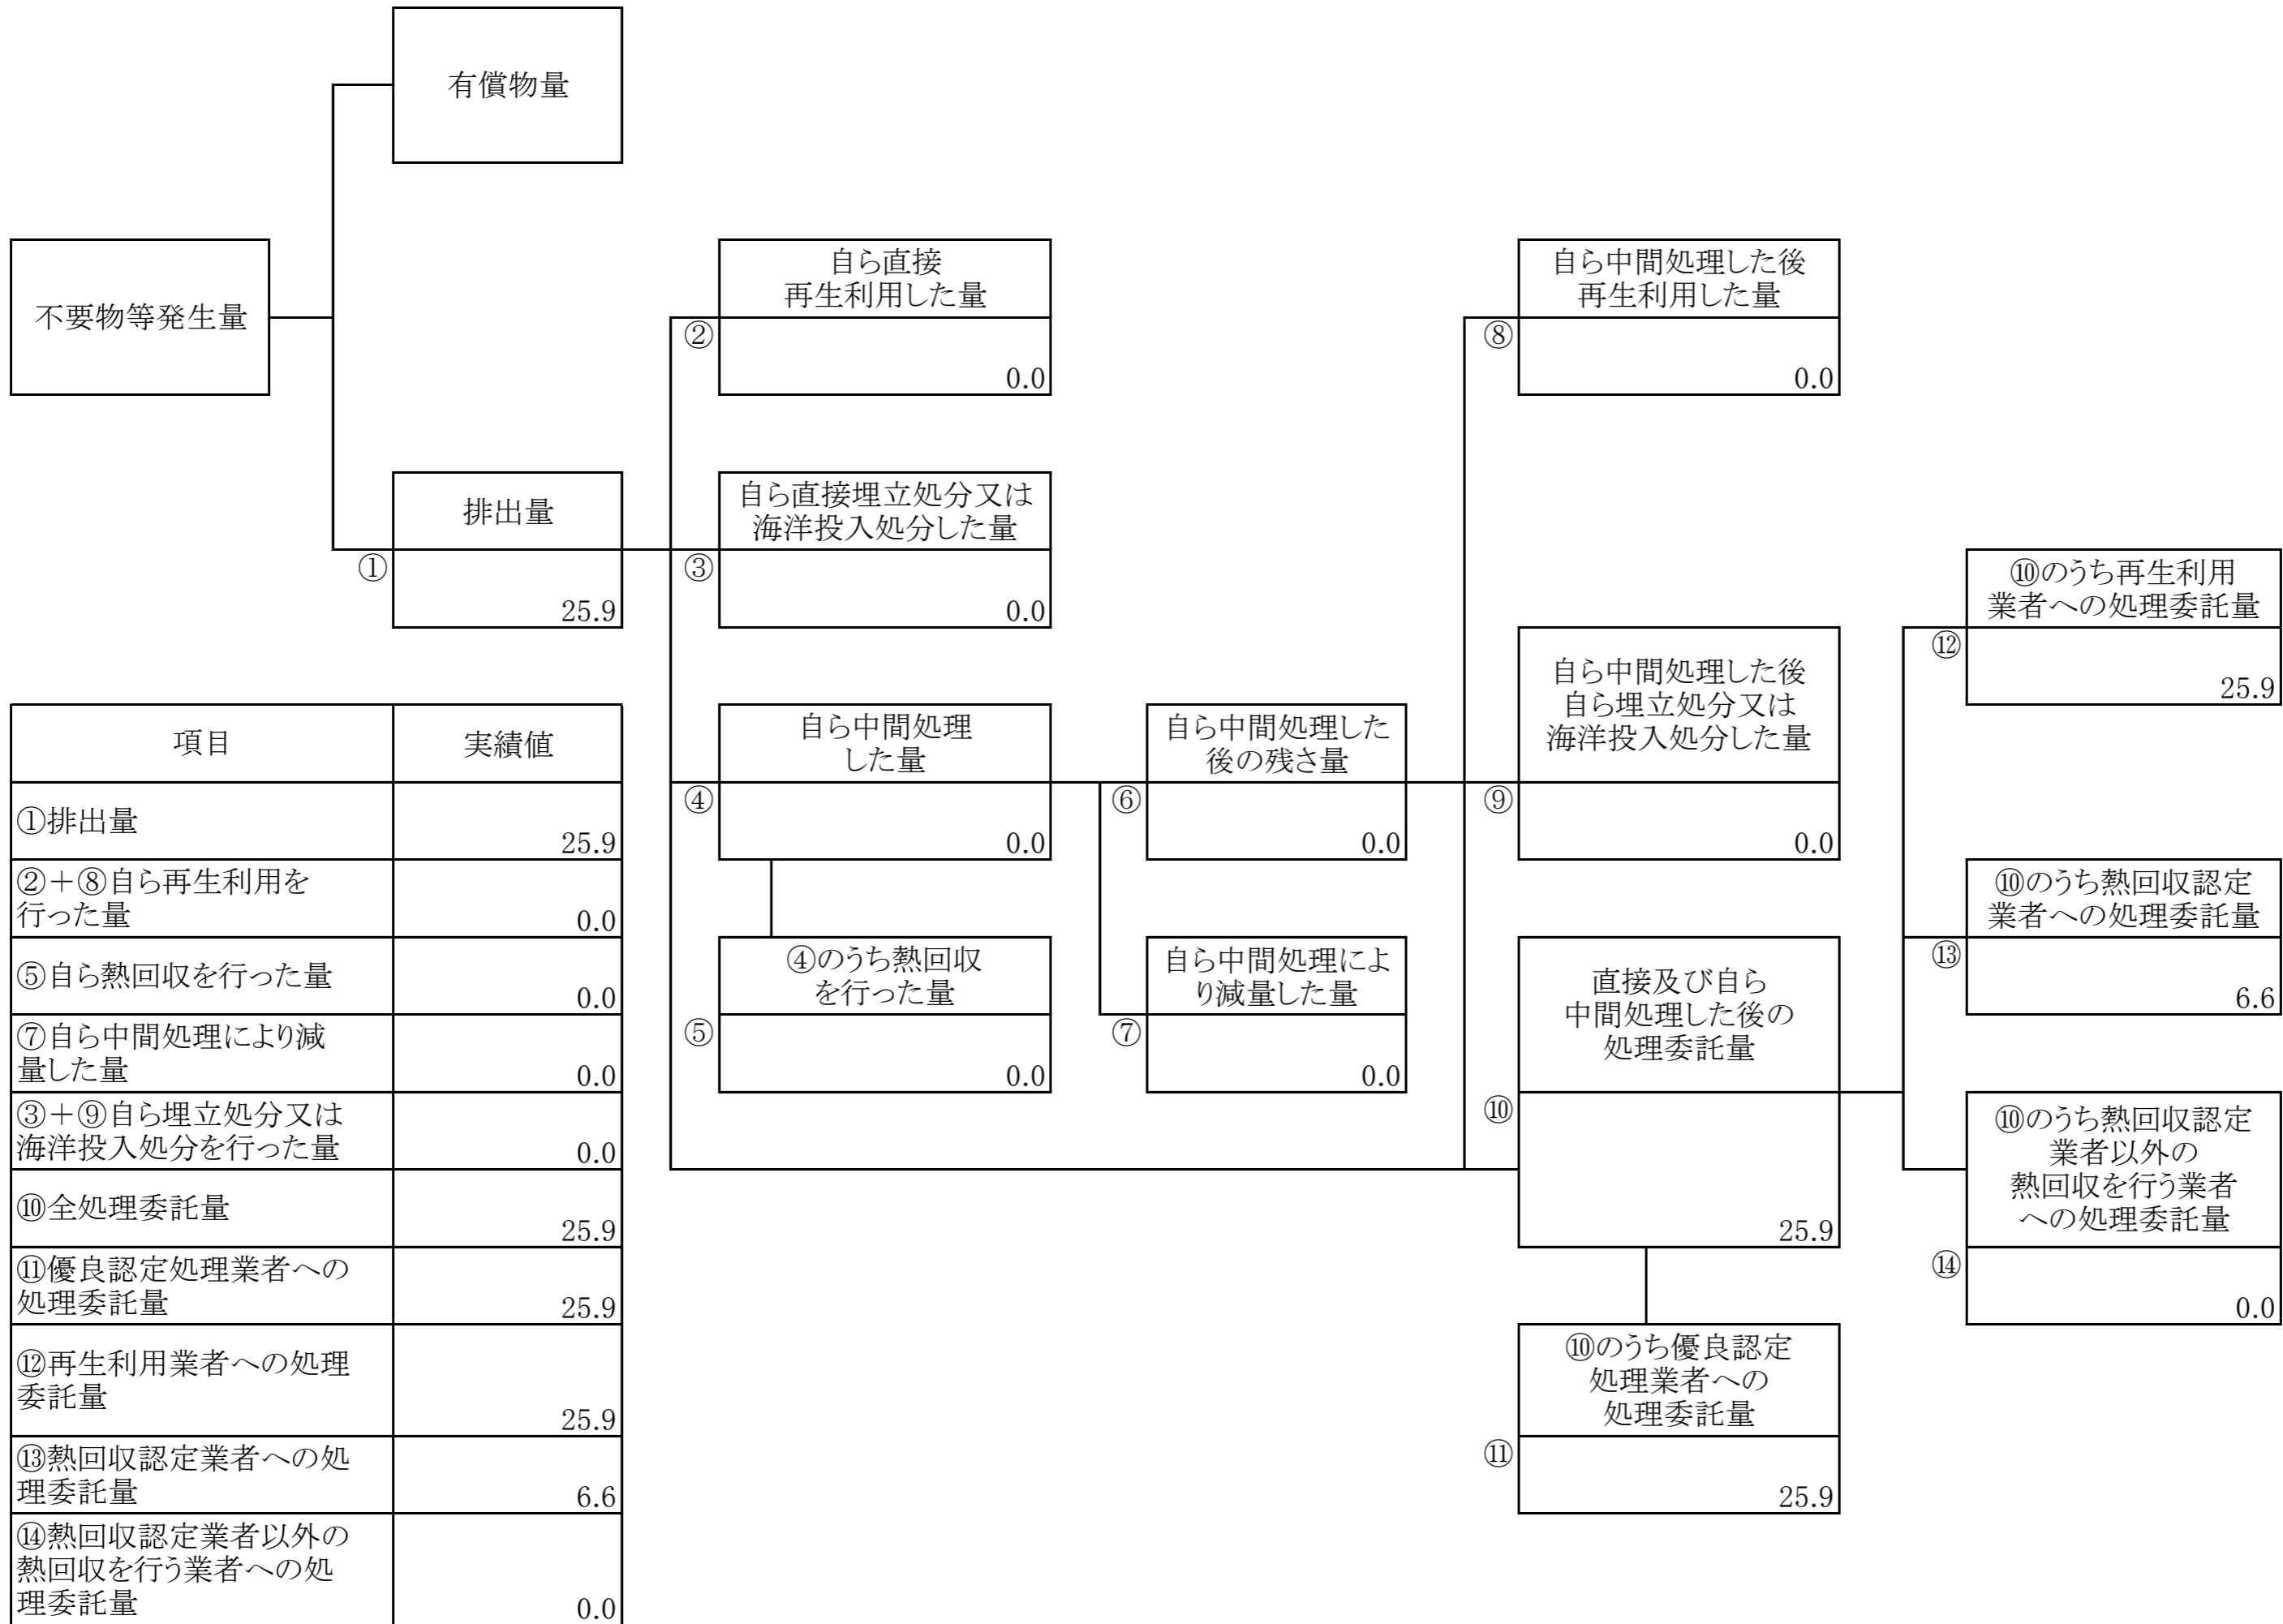 有償物量
不要物等発生量
自ら直接
再生利用した量
②
0.0
自ら中間処理した後
再生利用した量
⑧
0.0
排出量
①
25.9
自ら直接埋立処分又は
海洋投入処分した量
③
0.0
⑩のうち再生利用
業者への処理委託量
⑫
25.9
自ら中間処理
した量
④
0.0
自ら中間処理した
後の残さ量
⑥
0.0
自ら中間処理した後
自ら埋立処分又は
海洋投入処分した量
⑨
0.0
⑩のうち熱回収認定
業者への処理委託量
⑬
6.6
④のうち熱回収
を行った量
⑤
0.0
自ら中間処理によ
り減量した量
⑦
0.0
直接及び自ら
中間処理した後の
処理委託量
⑩
25.9
⑩のうち熱回収認定
業者以外の
熱回収を行う業者
への処理委託量
⑭
0.0
⑩のうち優良認定
処理業者への
処理委託量
⑪
25.9
項目 実績値
①排出量
25.9
②+⑧自ら再生利用を
行った量
0.0
⑤自ら熱回収を行った量
0.0
⑦自ら中間処理により減
量した量
0.0
③+⑨自ら埋立処分又は
海洋投入処分を行った量
0.0
⑩全処理委託量
25.9
⑪優良認定処理業者への
処理委託量
25.9
⑫再生利用業者への処理
委託量
25.9
⑬熱回収認定業者への処
理委託量
6.6
⑭熱回収認定業者以外の
熱回収を行う業者への処
理委託量
0.0